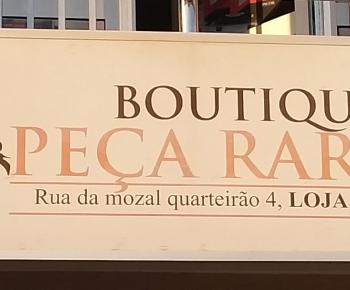 BOUTIQU
PEÇA RAR
Rua da mozal quarteirão 4, LOJA